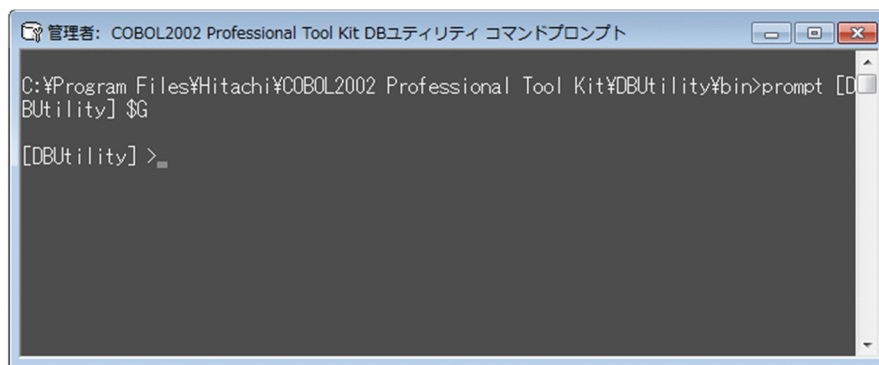 管理者: COBOL2002 Professional Tool Kit DBユティリティ コマンドプロンプト
C:¥Program Files¥Hitachi¥COBOL2002 Professional Tool Kit¥DBUtility¥bin>prompt [D
BUtility] $G
[DBUtility] >_